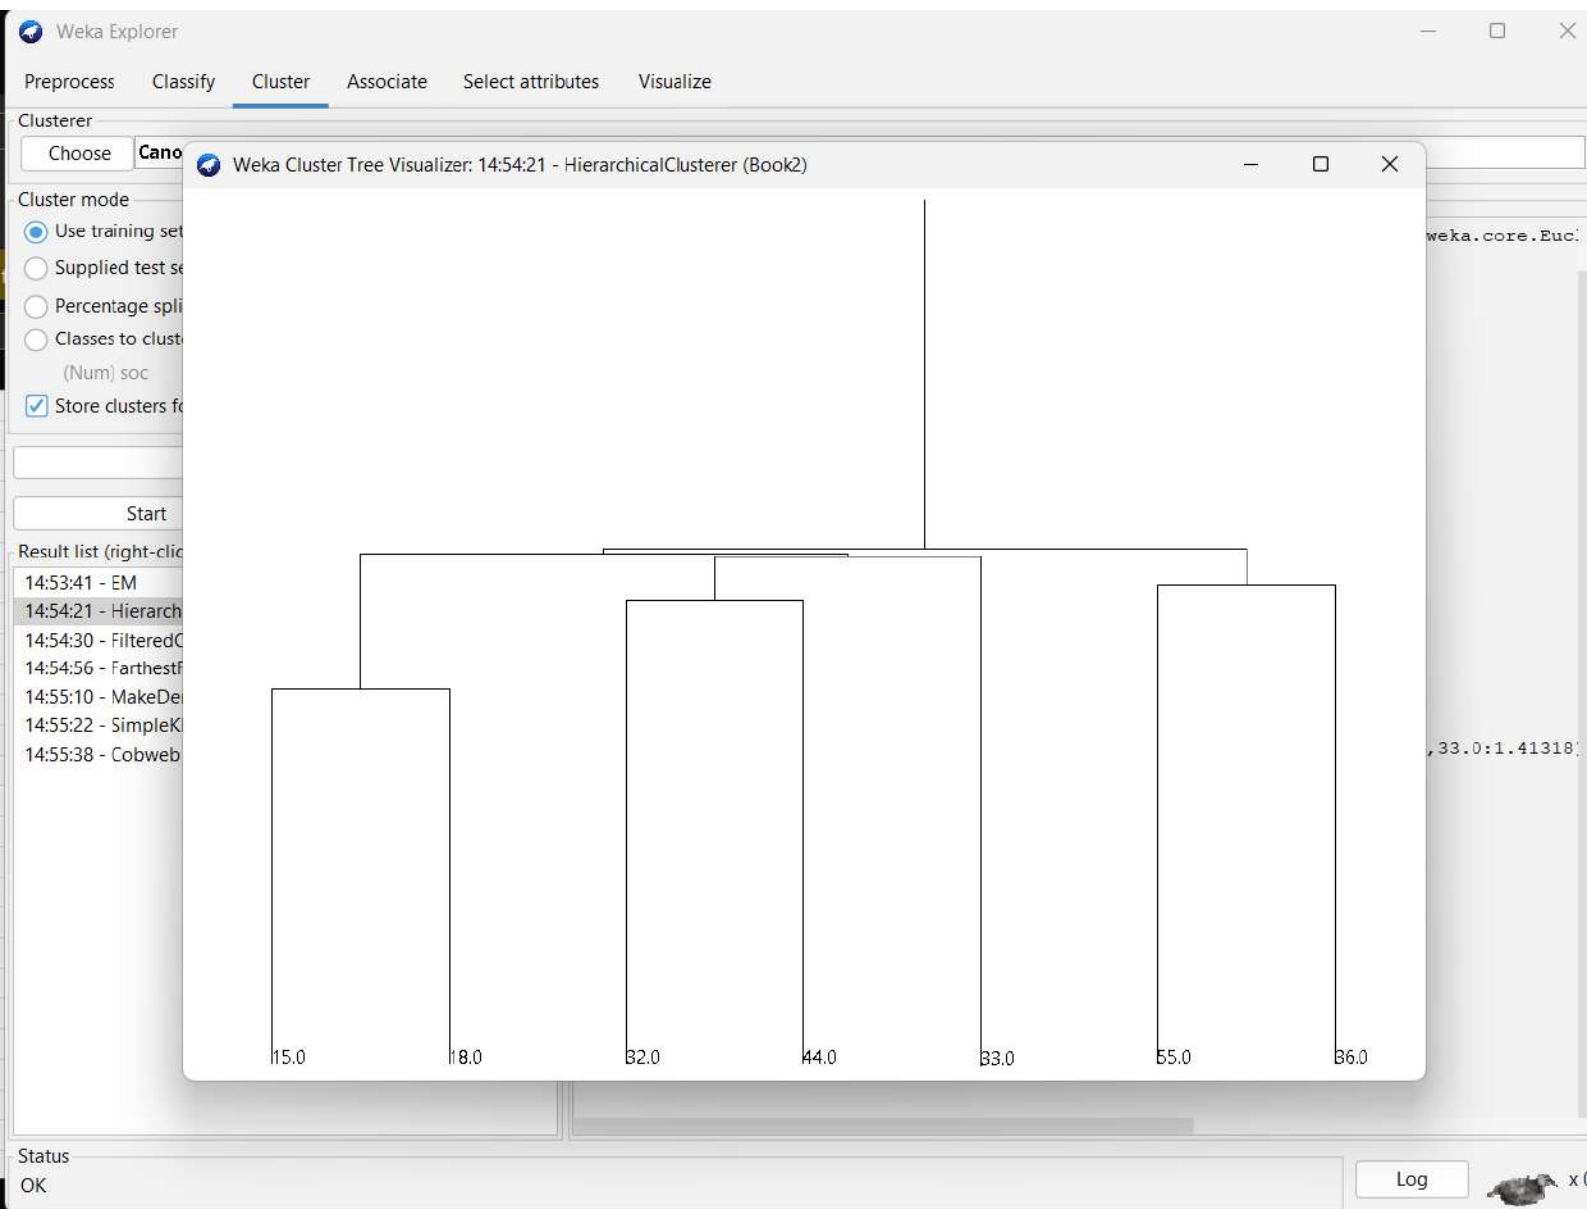 Weka Explorer
Preprocess Classify Cluster Associate Select attributes Visualize
Clusterer
Choose Cano
Weka Cluster Tree Visualizer: 14:54:21 - HierarchicalClusterer (Book2)
Cluster mode
Use training set
weka.core.Euc
Supplied test se
Percentage spli
Classes to clust
(Num) soc
Store clusters fo
Start
Result list (right-clic
14:53:41 - EM
14:54:21 - Hierarch
14:54:30 - FilteredC
14:54:56 - FarthestF
14:55:10 - MakeDe
14:55:22 - SimpleK
14:55:38 - Cobweb
,33.0:1.41318
15.0 18.0 32.0 44.0 33.0 55.0 36.0
Status
OK
Log
x 0